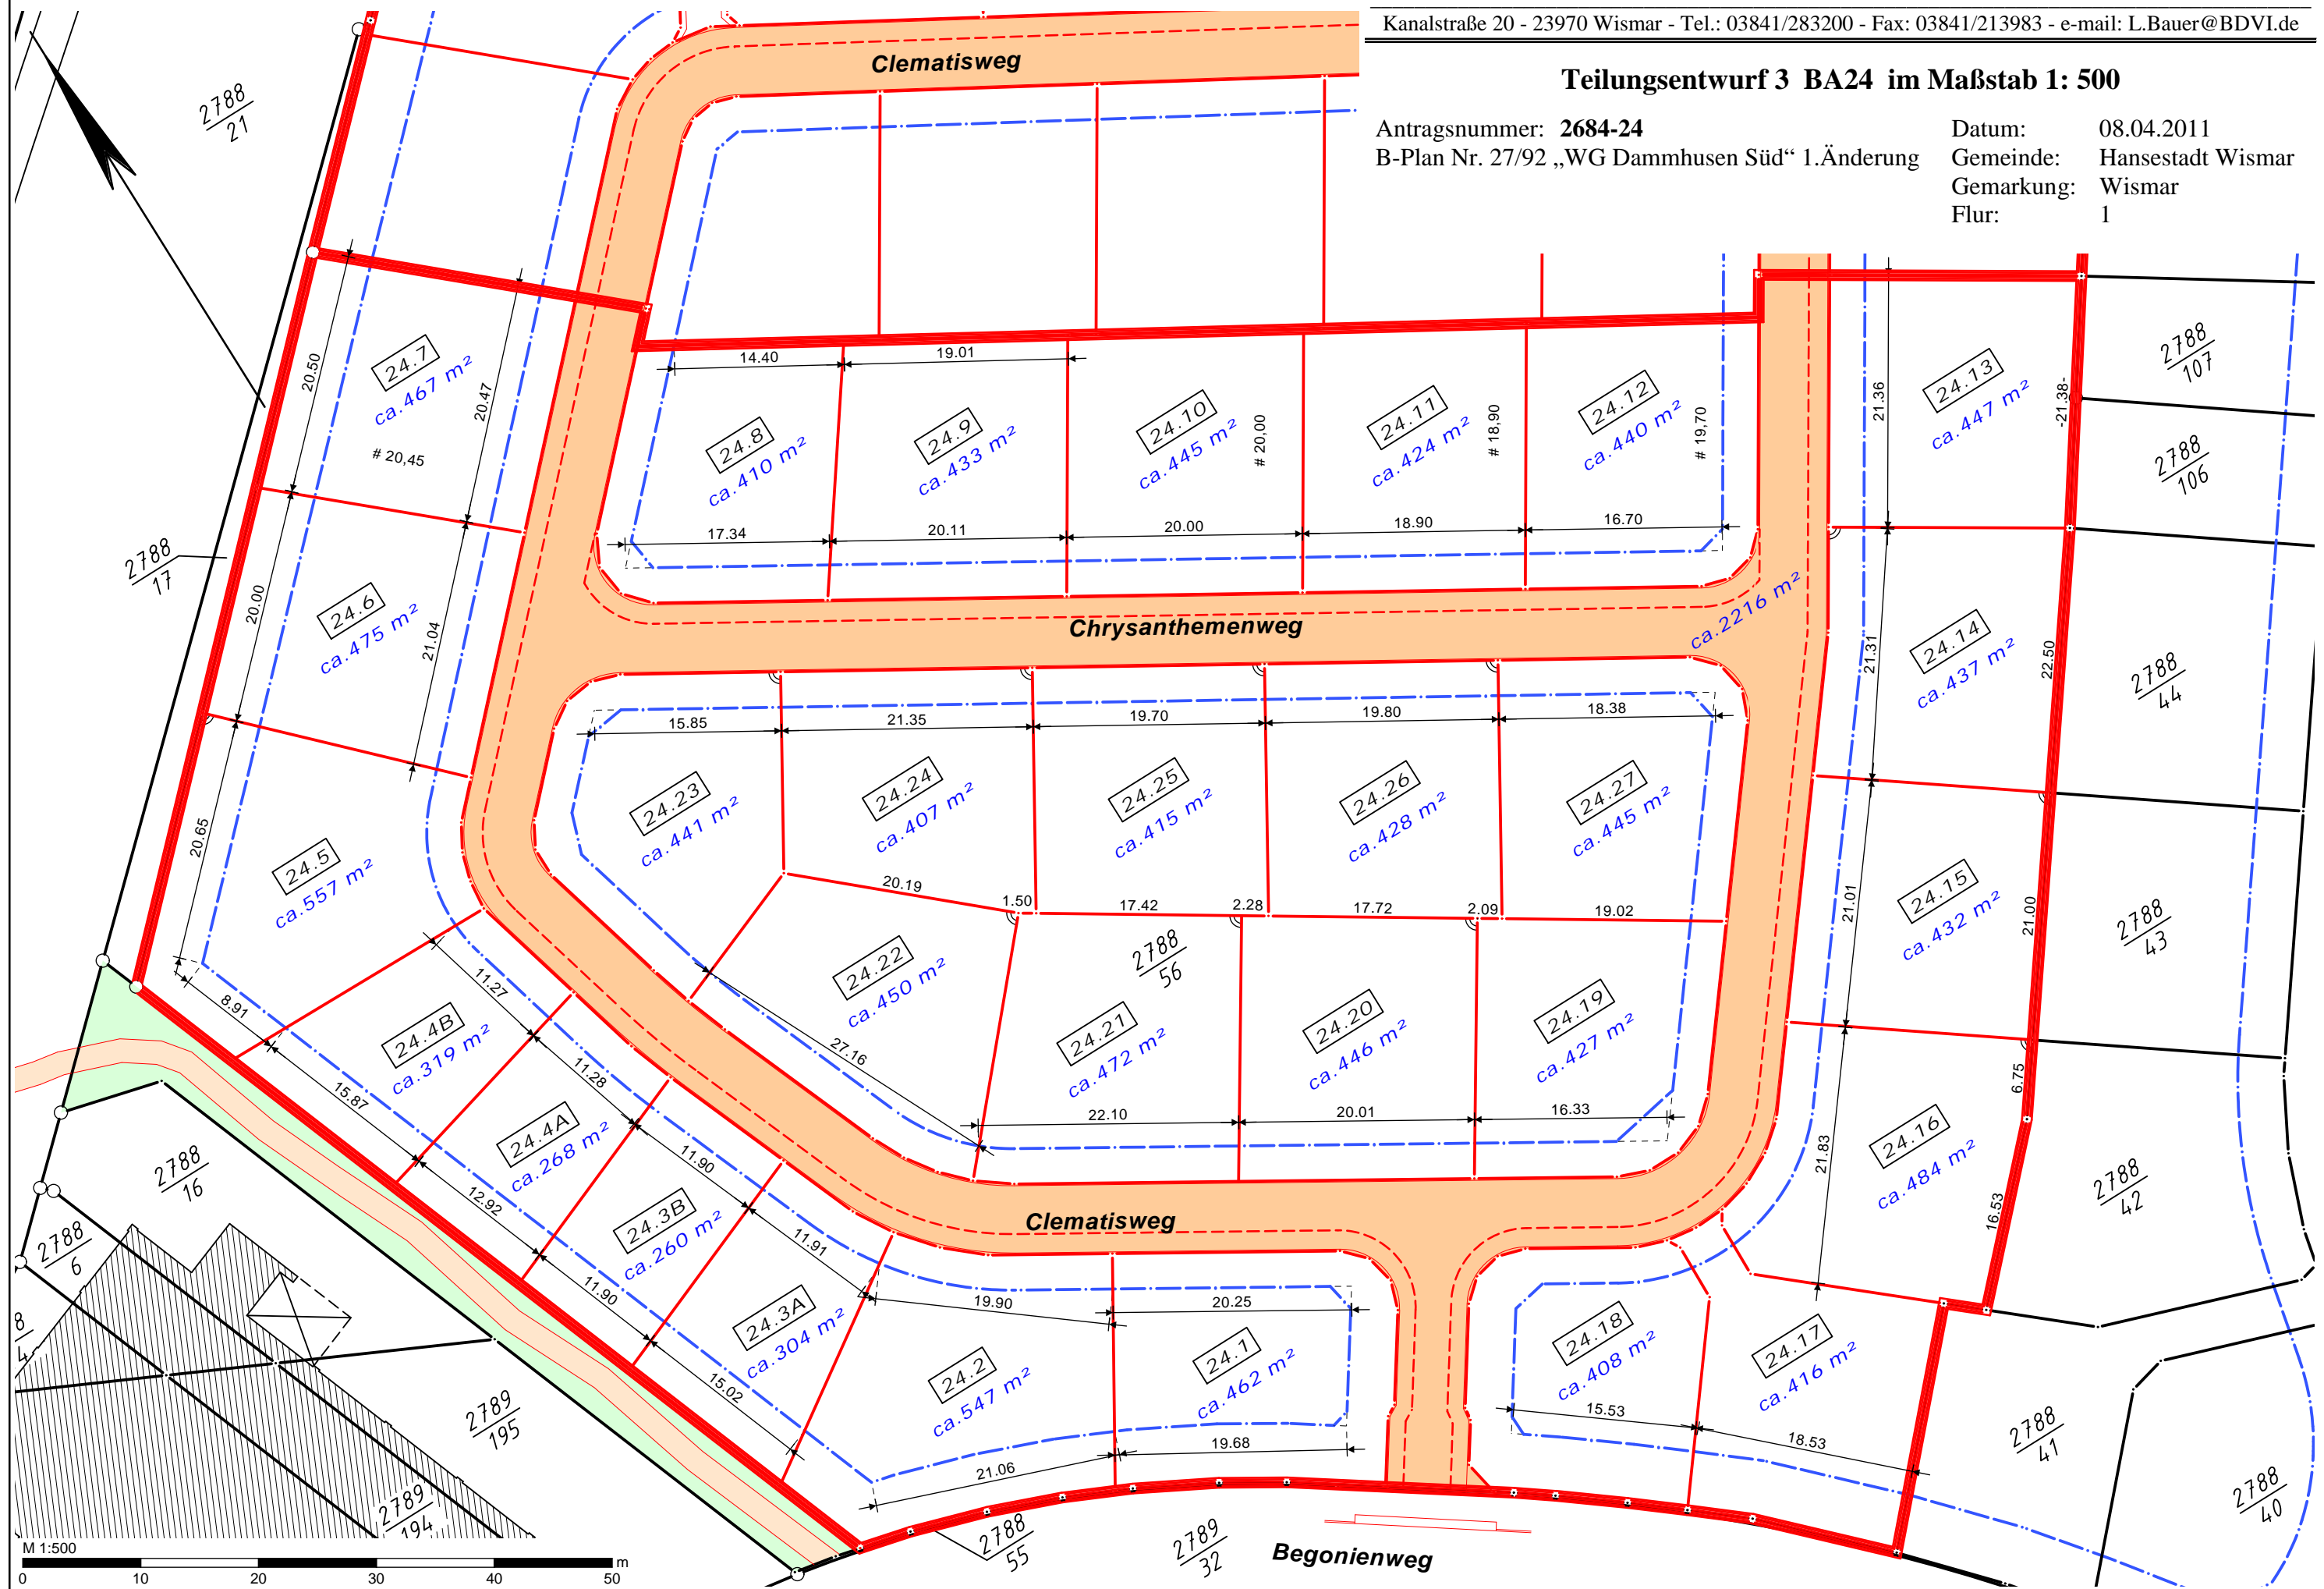 Kanalstraße 20 - 23970 Wismar - Tel.: 03841/283200 - Fax: 03841/213983 - e-mail: L.Bauer@BDVI.de
Teilungsentwurf 3 BA24 im Maßstab 1: 500
Antragsnummer: 2684-24
Datum: 08.04.2011
B-Plan Nr. 27/92 „WG Dammhusen Süd“ 1.Änderung
Gemeinde: Hansestadt Wismar
Gemarkung: Wismar
Flur: 1
Clematisweg
2788
21
20.50
24.7
ca.467 m²
20.47
# 20,45
14.40
19.01
24.8
ca.410 m²
24.9
ca.433 m²
24.10
ca.445 m²
# 20,00
24.11
ca.424 m²
# 18,90
24.12
ca.440 m²
# 19,70
21.36
24.13
ca.447 m²
-21.38-
2788
107
2788
106
17.34
20.11
20.00
18.90
16.70
2788
17
20.00
24.6
ca.475 m²
21.04
Chrysanthemenweg
ca.2216 m²
21.31
24.14
ca.437 m²
22.50
2788
44
15.85
21.35
19.70
19.80
18.38
24.23
ca.441 m²
24.24
ca.407 m²
24.25
ca.415 m²
24.26
ca.428 m²
24.27
ca.445 m²
20.65
24.5
ca.557 m²
20.19
1.50
17.42
2.28
17.72
2.09
19.02
21.01
24.15
ca.432 m²
21.00
2788
43
8.91
11.27
24.4B
ca.319 m²
24.22
ca.450 m²
2788
56
24.21
ca.472 m²
24.20
ca.446 m²
24.19
ca.427 m²
27.16
15.87
11.28
24.4A
ca.268 m²
22.10
20.01
16.33
6.75
21.83
24.16
ca.484 m²
16.53
2788
42
2788
16
12.92
11.90
24.3B
ca.260 m²
Clematisweg
2788
6
11.91
11.90
24.3A
ca.304 m²
19.90
20.25
8
4
15.02
24.2
ca.547 m²
24.1
ca.462 m²
24.18
ca.408 m²
24.17
ca.416 m²
15.53
18.53
2789
195
21.06
19.68
2788
41
2788
40
2789
194
2788
55
2789
32
Begonienweg
M 1:500
m
0 10 20 30 40 50